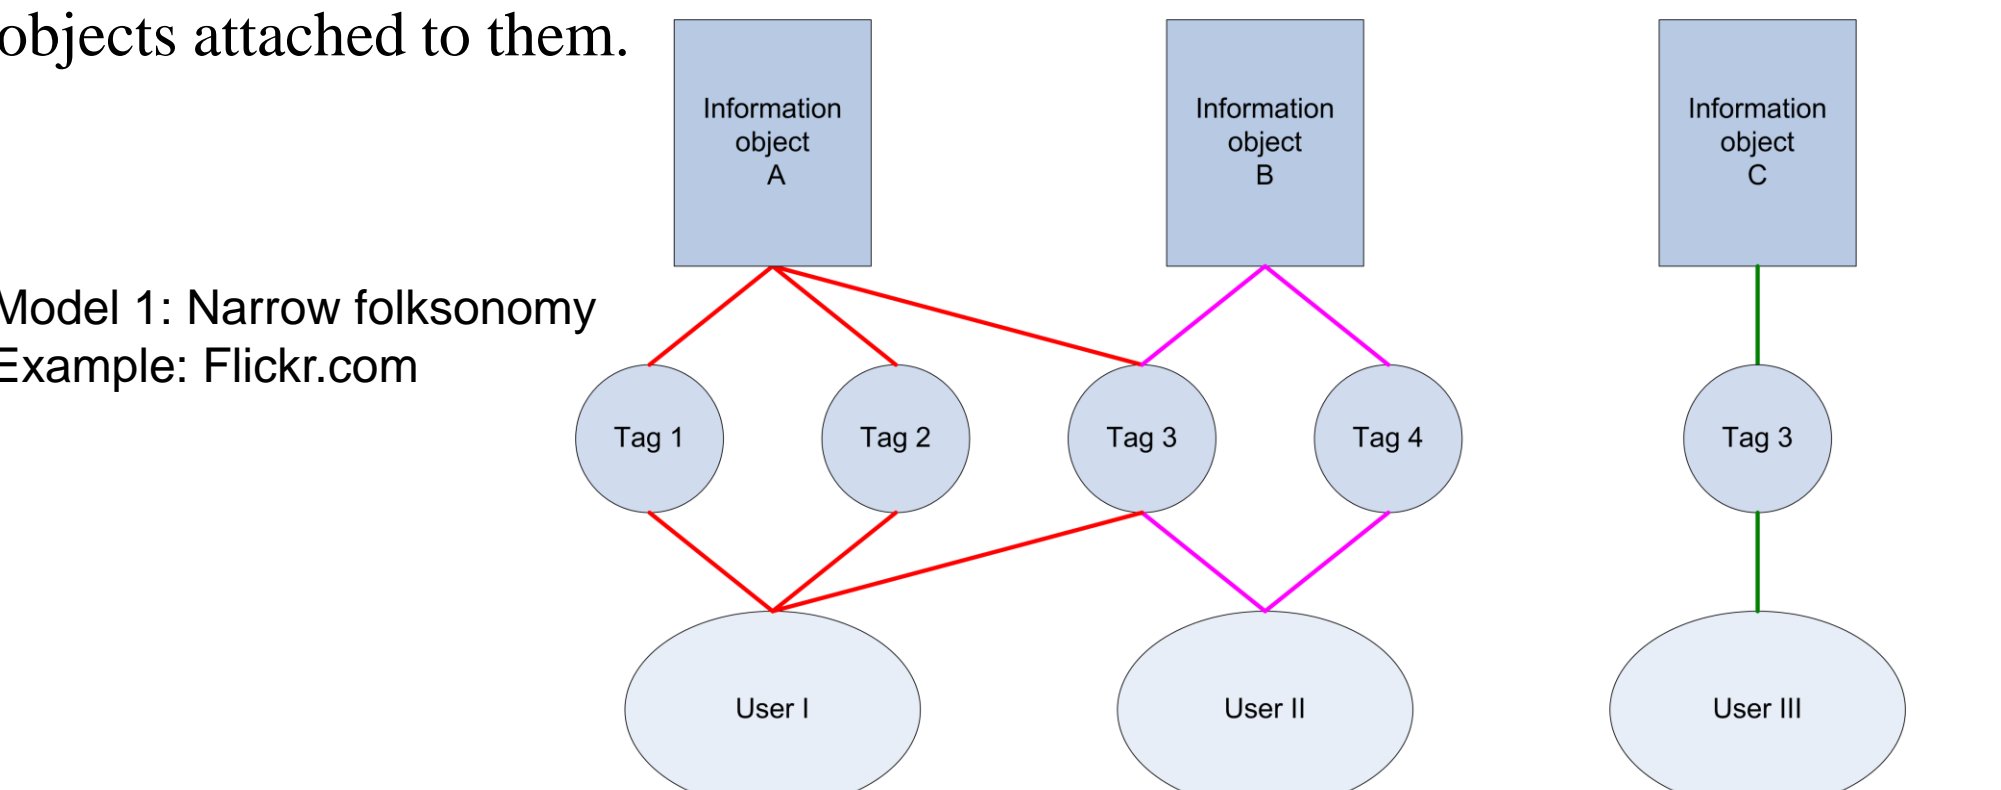 objects attached to them.
Information
object
A
Information
object
B
Information
object
C
Model 1: Narrow folksonomy
Example: Flickr.com
Tag 1
Tag 2
Tag 3
Tag 4
Tag 3
User I
User II
User III